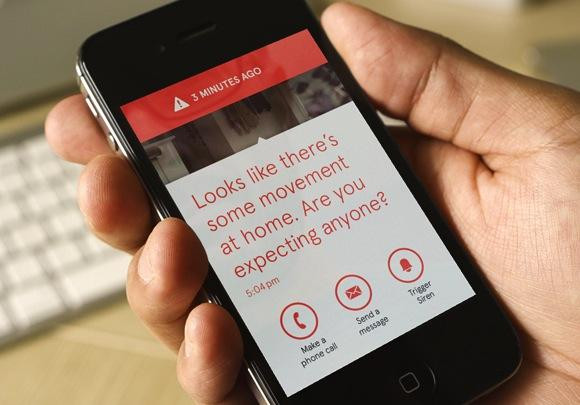 3 MINUTES AGO
Looks like there's
some movement
at home. Are you
expecting anyone?
5:04 pm
Make a
phone call
Send a
message
Trigger
Siren